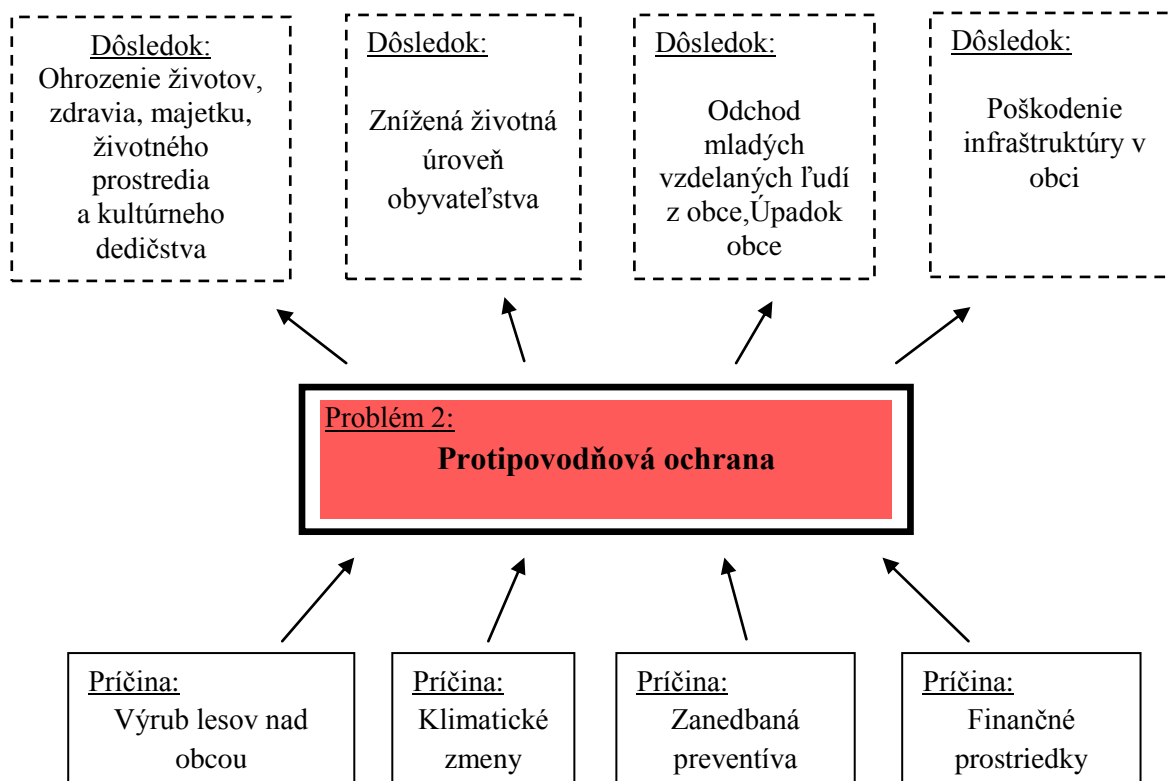 Dôsledok:
Ohrozenie životov,
zdravia, majetku,
životného
prostredia
a kultúrneho
dedičstva
Dôsledok:
Znížená životná
úroveň
obyvateľstva
Dôsledok:
Odchod
mladých
vzdelaných ľudí
z obce,Úpadok
obce
Dôsledok:
Poškodenie
infraštruktúry v
obci
Problém 2:
Protipovodňová ochrana
Príčina:
Výrub lesov nad
obcou
Príčina:
Klimatické
zmeny
Príčina:
Zanedbaná
preventíva
Príčina:
Finančné
prostriedky